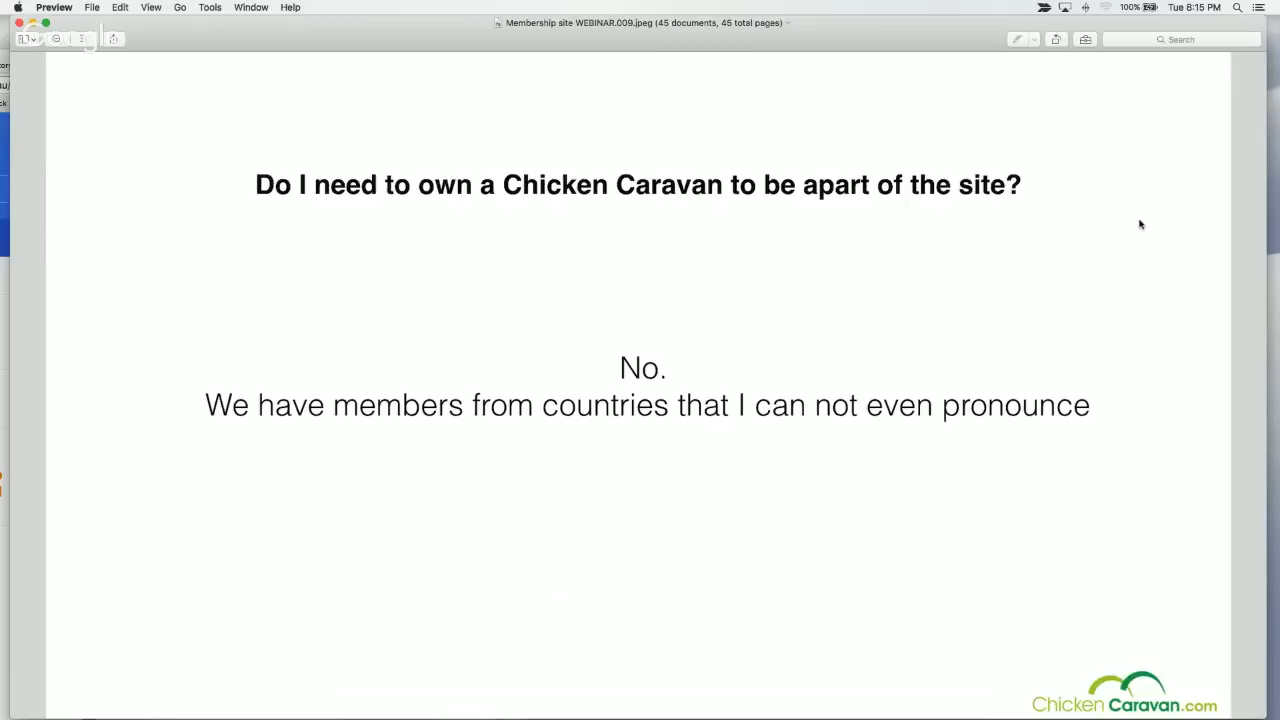 Preview File Edit View Go Tools Window Help 100% Tue 8:15 PM
Membership site WEBINAR.009.jpeg (45 documents, 45 total pages)
Search
Do I need to own a Chicken Caravan to be apart of the site?
No.
We have members from countries that I can not even pronounce
Chicken Caravan.com